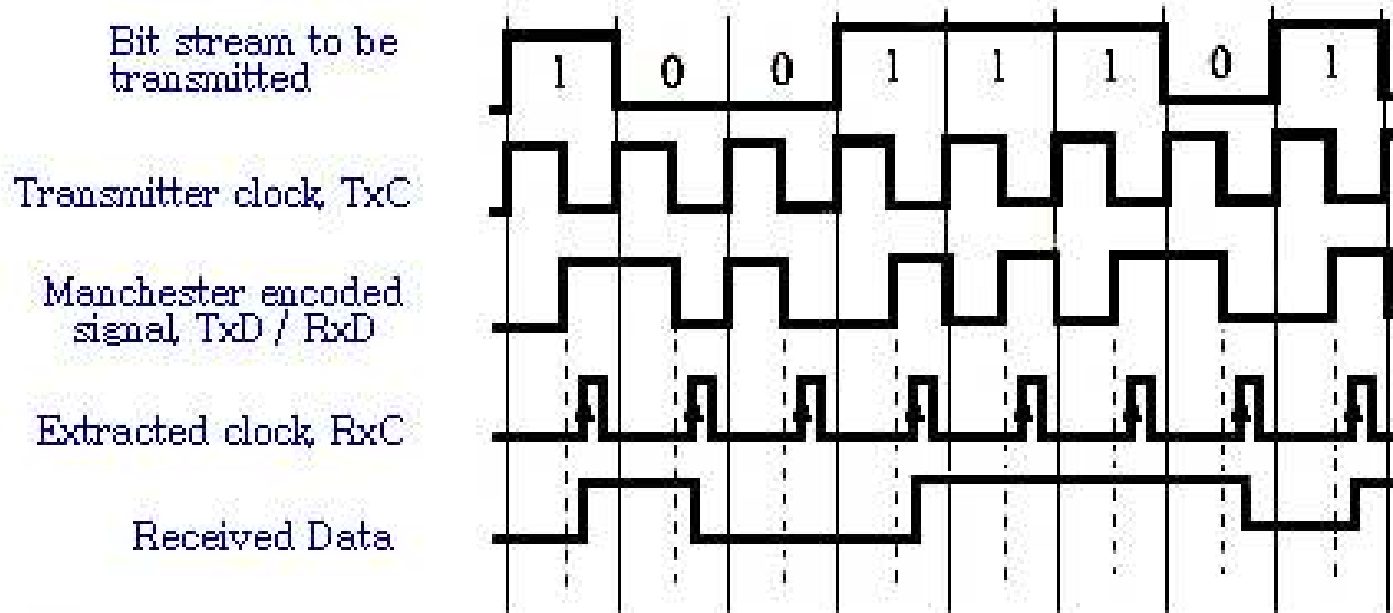 Bit stream to be
transmitted
1 0 0 1 1 1 0 1
Transmitter clock, TxC
Manchester encoded
signal, TxD / RxD
Extracted clock, RxC
Received Data